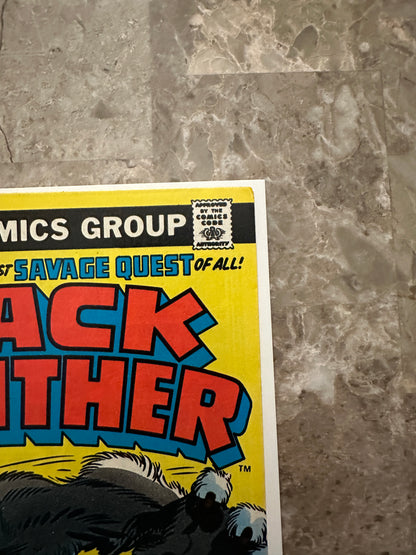 MICS GROUP
APPROVED
BY THE
COMICS
CODE
AUTHORITY
ST SAVAGE QUEST OF ALL!
ACK
THER
TM